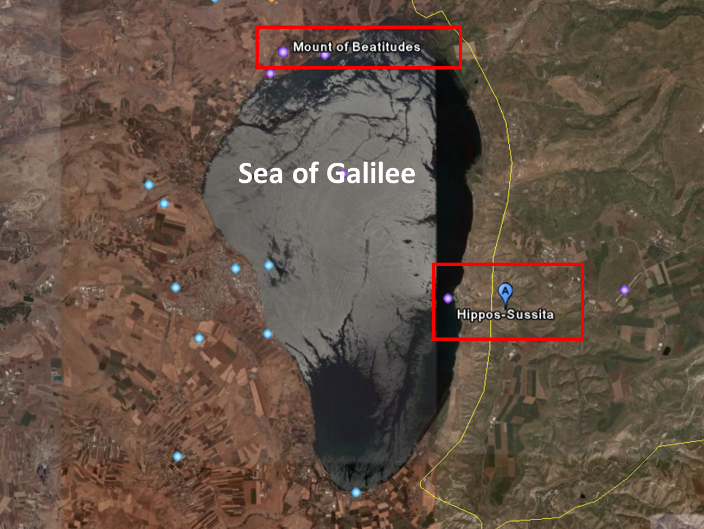 Mount of Beatitudes
Sea of Galilee
A
Hippos-Sussita